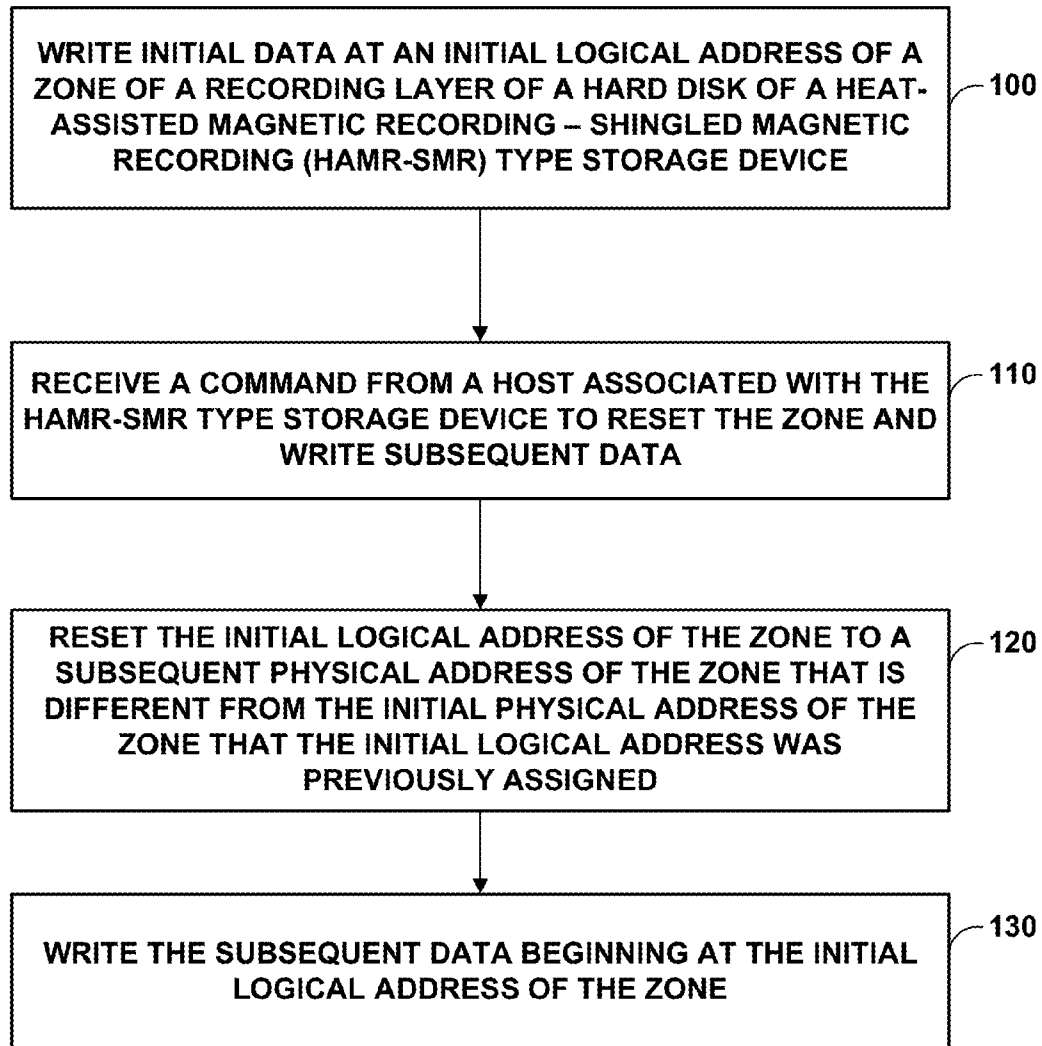 WRITE INITIAL DATA AT AN INITIAL LOGICAL ADDRESS OF A
ZONE OF A RECORDING LAYER OF A HARD DISK OF A HEAT-
ASSISTED MAGNETIC RECORDING – SHINGLED MAGNETIC
RECORDING (HAMR-SMR) TYPE STORAGE DEVICE
100
RECEIVE A COMMAND FROM A HOST ASSOCIATED WITH THE
HAMR-SMR TYPE STORAGE DEVICE TO RESET THE ZONE AND
WRITE SUBSEQUENT DATA
110
RESET THE INITIAL LOGICAL ADDRESS OF THE ZONE TO A
SUBSEQUENT PHYSICAL ADDRESS OF THE ZONE THAT IS
DIFFERENT FROM THE INITIAL PHYSICAL ADDRESS OF THE
ZONE THAT THE INITIAL LOGICAL ADDRESS WAS
PREVIOUSLY ASSIGNED
120
WRITE THE SUBSEQUENT DATA BEGINNING AT THE INITIAL
LOGICAL ADDRESS OF THE ZONE
130